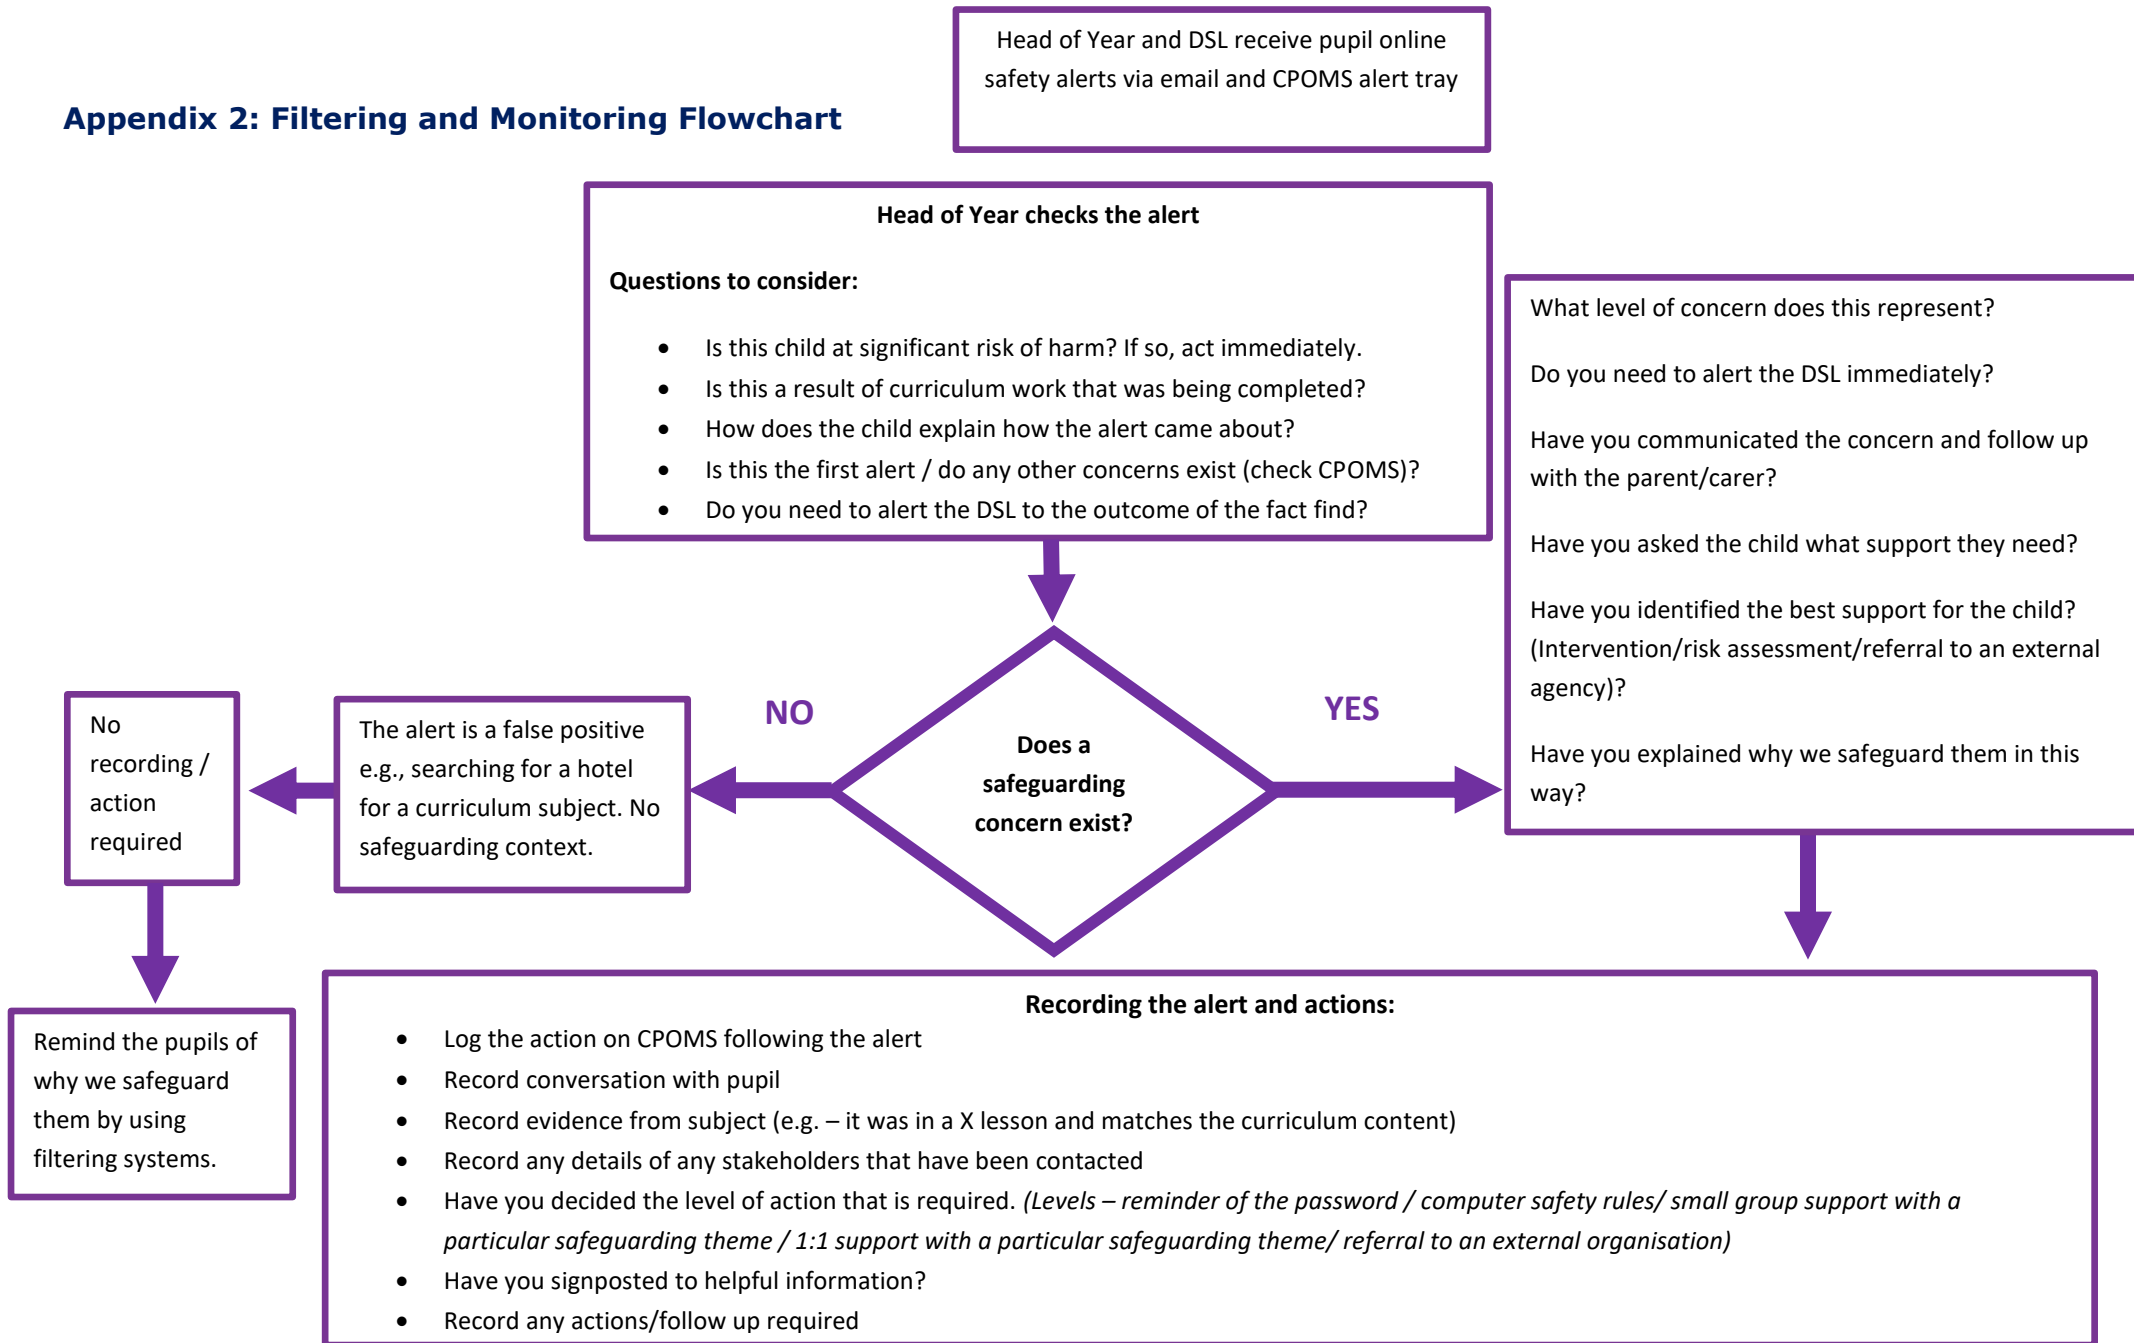 Head of Year and DSL receive pupil online
safety alerts via email and CPOMS alert tray
Appendix 2: Filtering and Monitoring Flowchart
Head of Year checks the alert
Questions to consider:
• Is this child at significant risk of harm? If so, act immediately.
• Is this a result of curriculum work that was being completed?
• How does the child explain how the alert came about?
• Is this the first alert / do any other concerns exist (check CPOMS)?
• Do you need to alert the DSL to the outcome of the fact find?
What level of concern does this represent?
Do you need to alert the DSL immediately?
Have you communicated the concern and follow up
with the parent/carer?
Have you asked the child what support they need?
Have you identified the best support for the child?
(Intervention/risk assessment/referral to an external
agency)?
Have you explained why we safeguard them in this
way?
Does a
safeguarding
concern exist?
NO
YES
The alert is a false positive
e.g., searching for a hotel
for a curriculum subject. No
safeguarding context.
No
recording /
action
required
Remind the pupils of
why we safeguard
them by using
filtering systems.
Recording the alert and actions:
• Log the action on CPOMS following the alert
• Record conversation with pupil
• Record evidence from subject (e.g. – it was in a X lesson and matches the curriculum content)
• Record any details of any stakeholders that have been contacted
• Have you decided the level of action that is required. (Levels – reminder of the password / computer safety rules/ small group support with a
particular safeguarding theme / 1:1 support with a particular safeguarding theme/ referral to an external organisation)
• Have you signposted to helpful information?
• Record any actions/follow up required